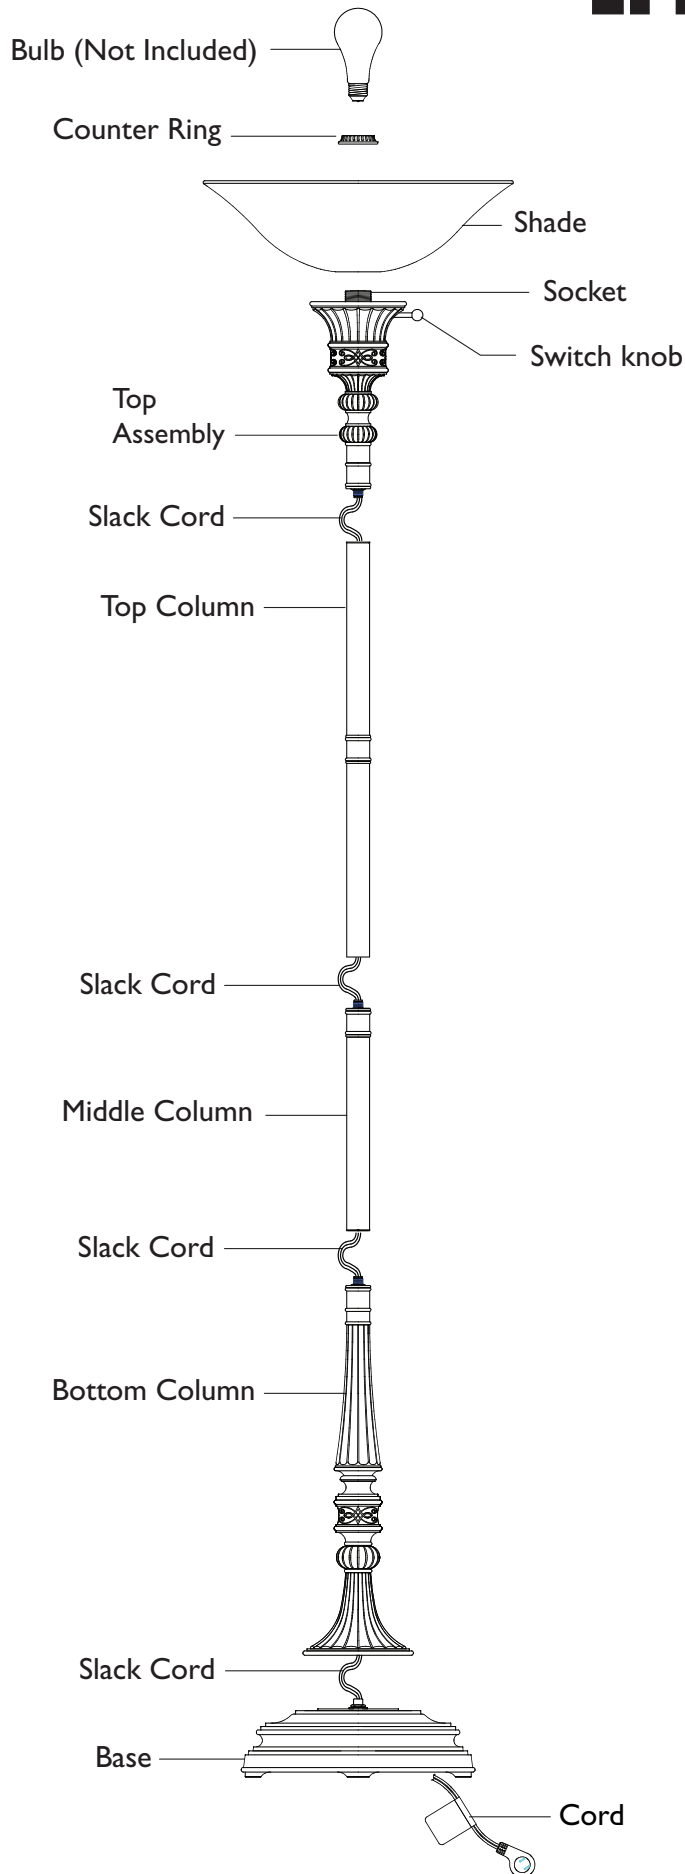 Bulb (Not Included)
Counter Ring
Shade
Socket
Switch knob
Top
Assembly
Slack Cord
Top Column
Slack Cord
Middle Column
Slack Cord
Bottom Column
Slack Cord
Base
Cord